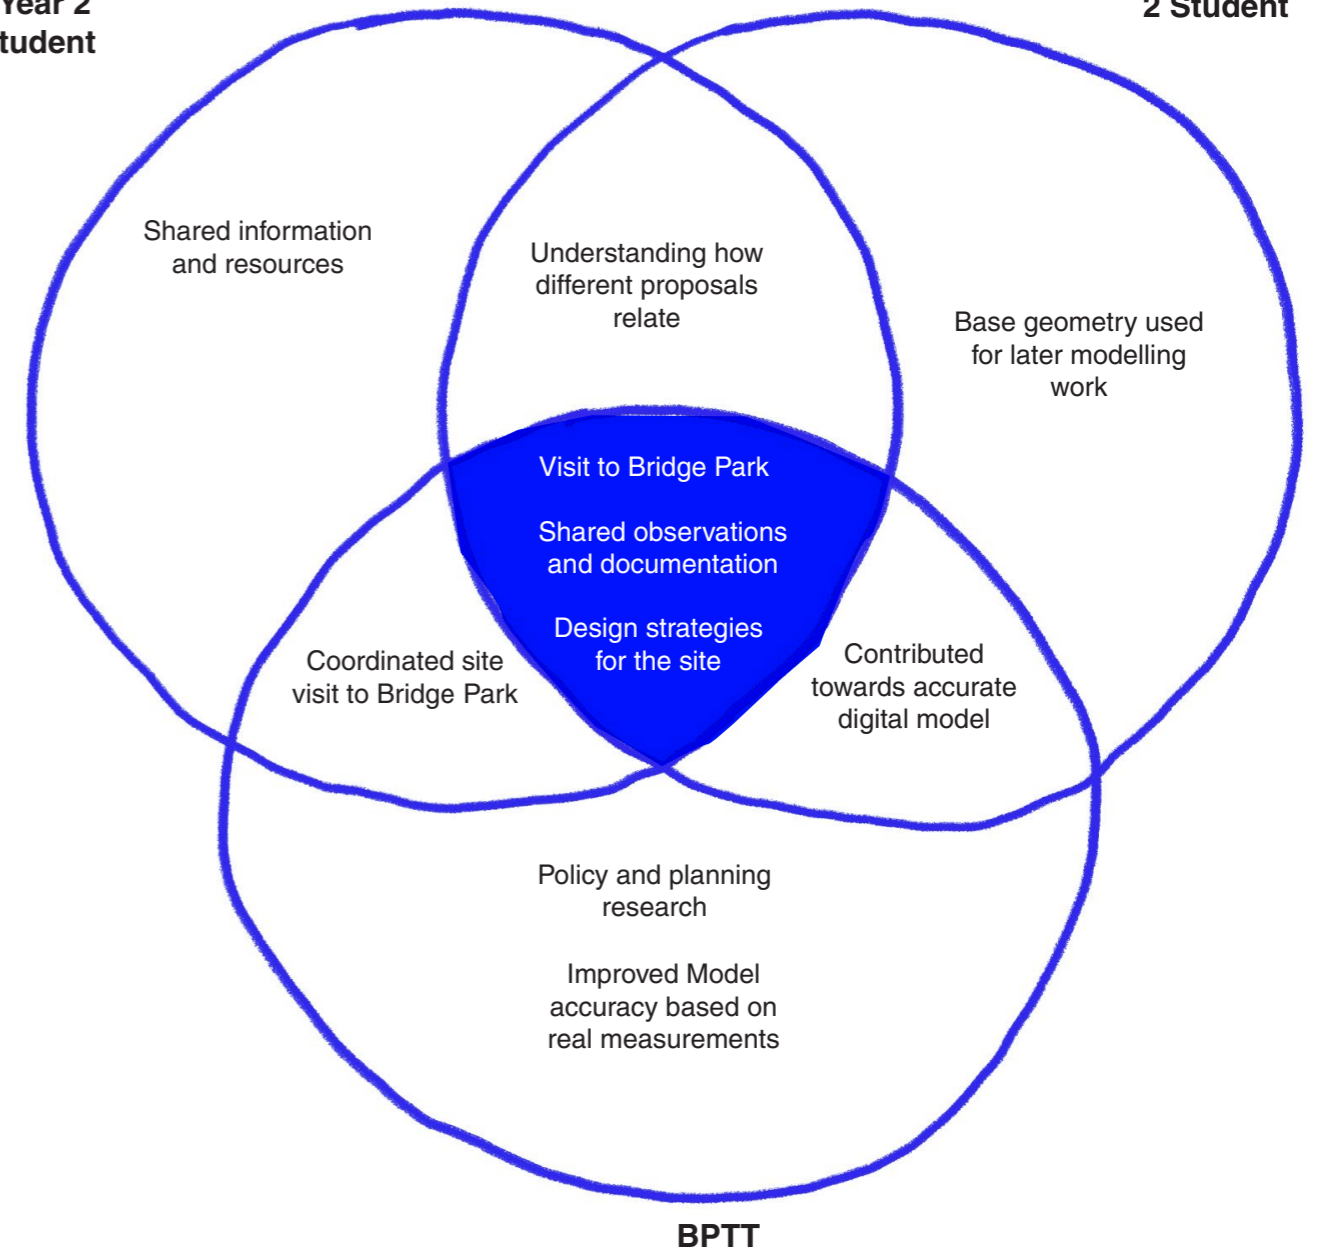 Year 2
tudent
2 Student
Shared information
and resources
Understanding how
different proposals
relate
Base geometry used
for later modelling
work
Visit to Bridge Park
Shared observations
and documentation
Design strategies
for the site
Coordinated site
visit to Bridge Park
Contributed
towards accurate
digital model
Policy and planning
research
Improved Model
accuracy based on
real measurements
BPTT